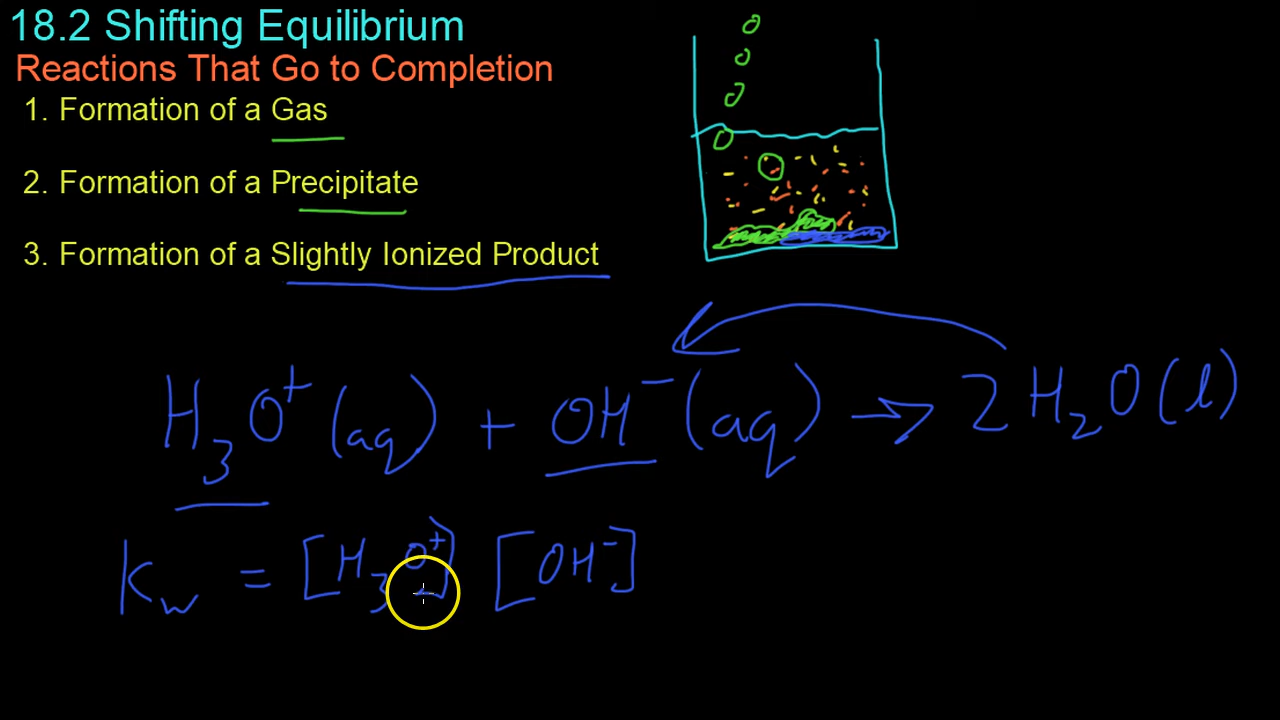 18.2 Shifting Equilibrium
Reactions That Go to Completion
1. Formation of a Gas
2. Formation of a Precipitate
3. Formation of a Slightly Ionized Product
H₃O⁺(aq) + OH⁻(aq) → 2H₂O(l)
Kw = [H₃O⁺] [OH⁻]